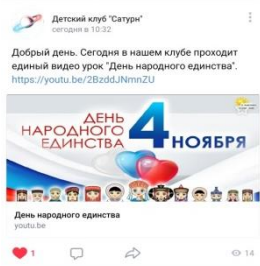 Детский клуб "Сатурн"
сегодня в 10:32
Добрый день. Сегодня в нашем клубе проходит
единый видео урок "День народного единства".
https://youtu.be/2BzddJNmnZU
ДЕНЬ
НАРОДНОГО
ЕДИНСТВА
4 НОЯБРЯ
День народного единства
youtu.be
1
14